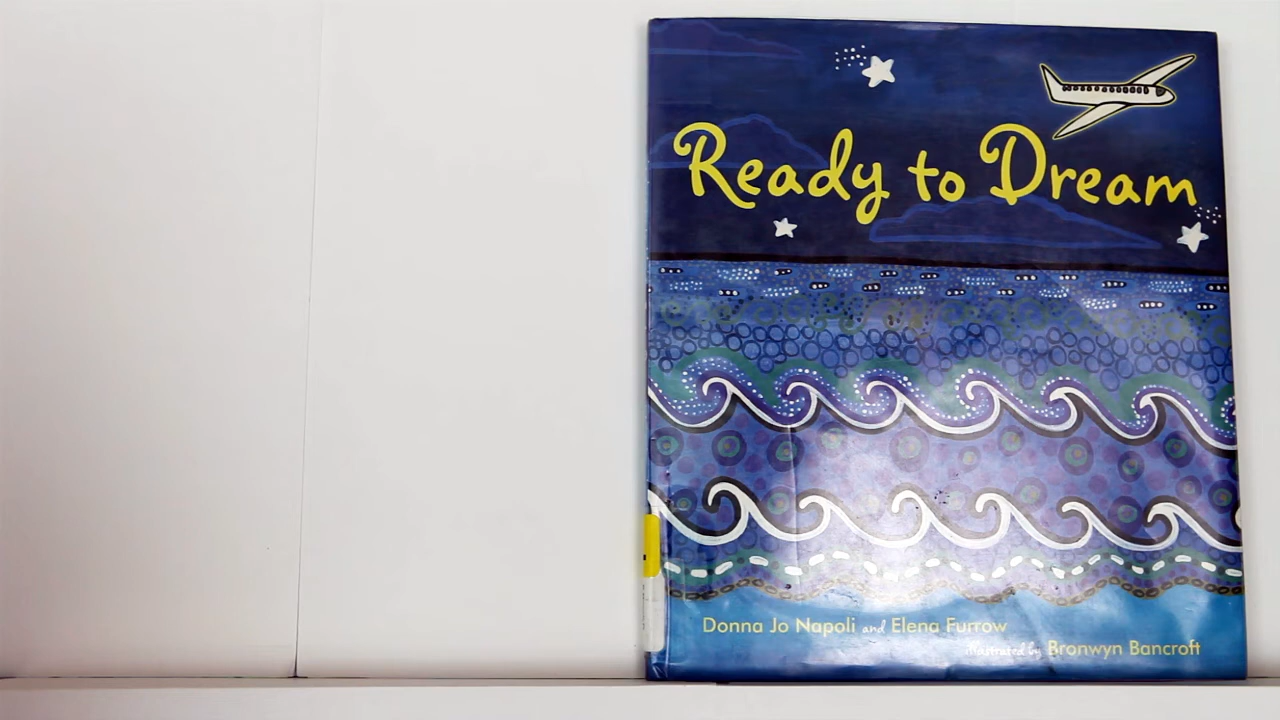 Ready to Dream
Donna Jo Napoli and Elena Furrow
illustrated by Bronwyn Bancroft